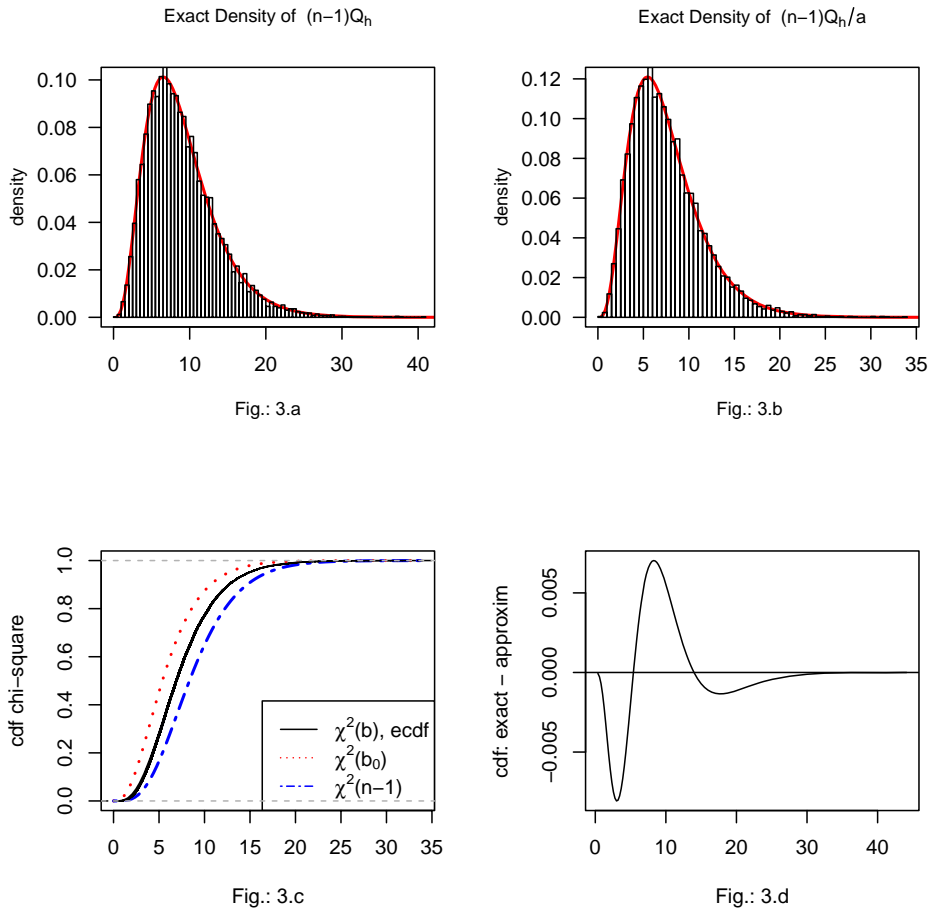 Exact Density of (n−1)Qₕ
density
0.10
0.08
0.06
0.04
0.02
0.00
0 10 20 30 40
Fig.: 3.a
Exact Density of (n−1)Qₕ/a
density
0.12
0.10
0.08
0.06
0.04
0.02
0.00
0 5 10 15 20 25 30 35
Fig.: 3.b
cdf chi−square
1.0
0.8
0.6
0.4
0.2
0.0
χ²(b), ecdf
χ²(b₀)
χ²(n−1)
0 5 10 15 20 25 30 35
Fig.: 3.c
cdf: exact − approxim
0.005
0.000
−0.005
0 10 20 30 40
Fig.: 3.d